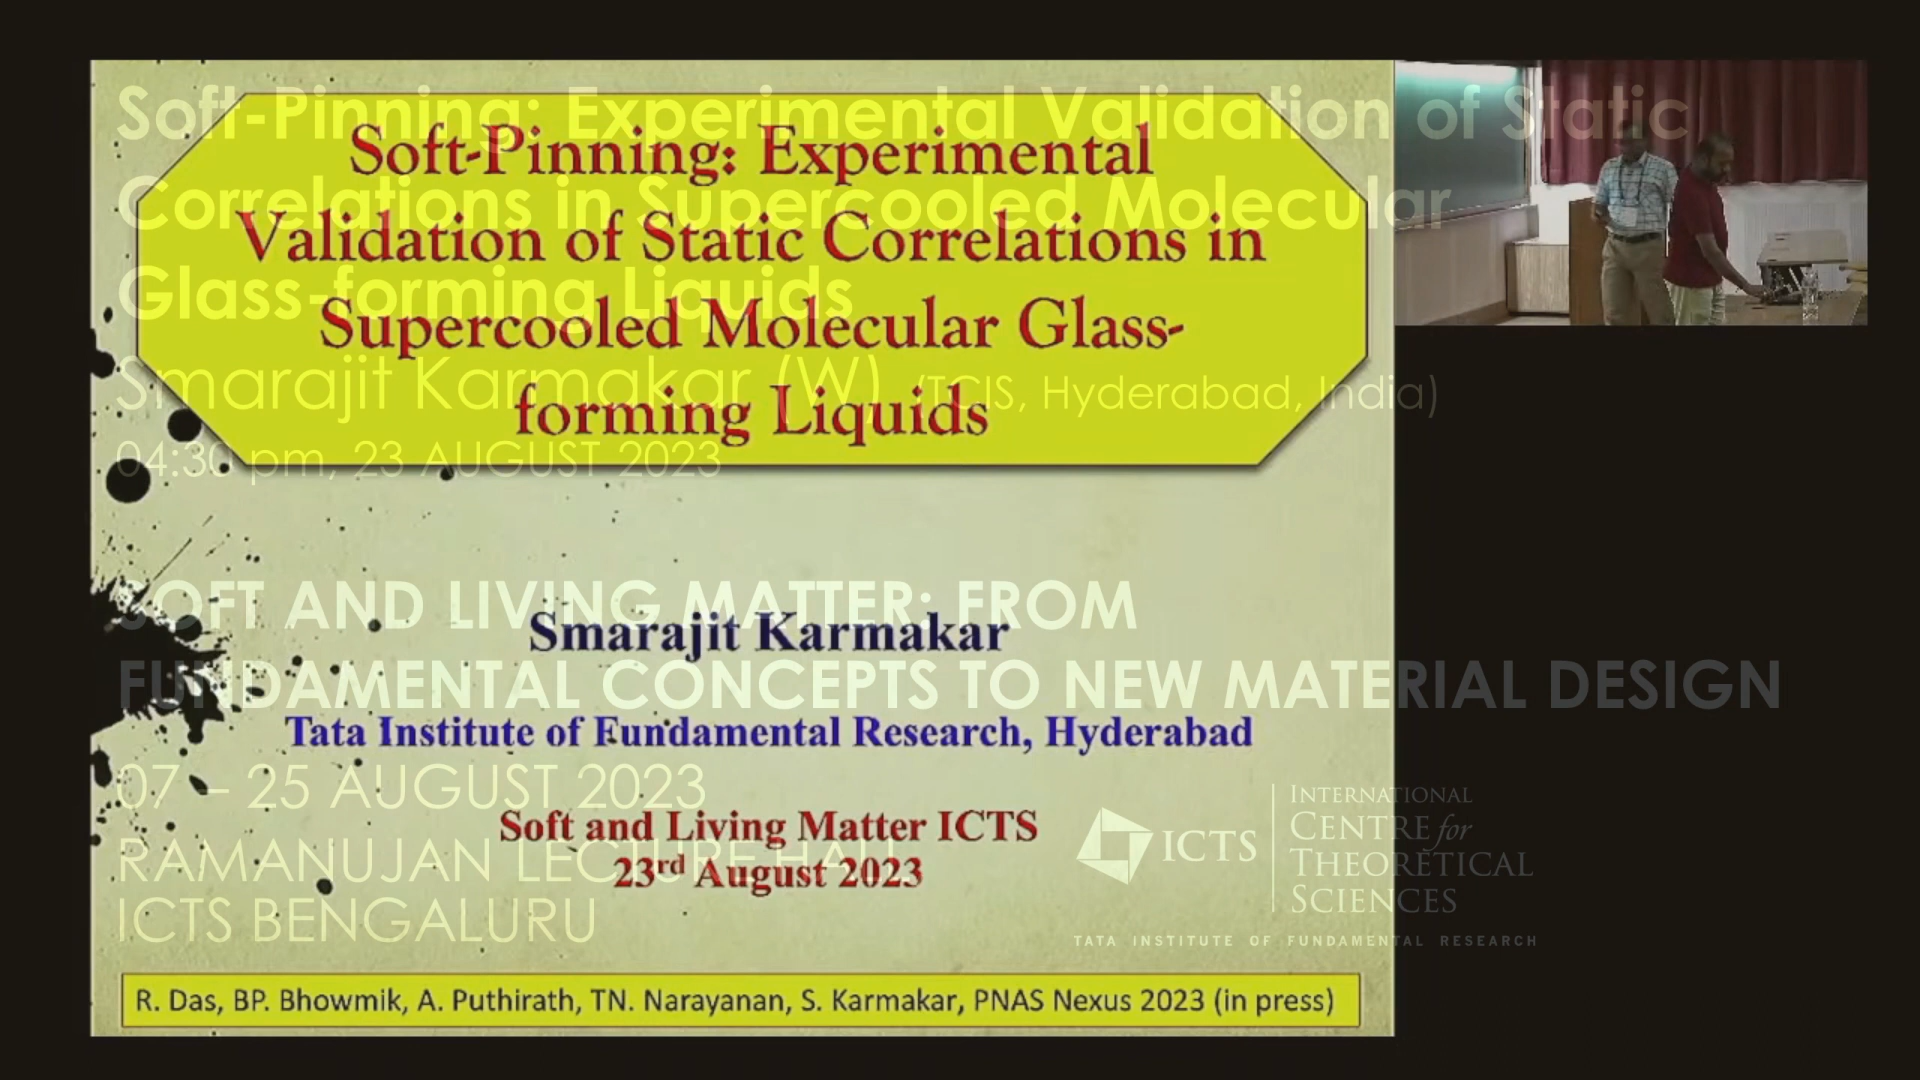 Soft-Pinning: Experimental Validation of Static
Correlations in Supercooled Molecular
Glass-forming Liquids
Smarajit Karmakar (W) (TCIS, Hyderabad, India)
04:30 pm, 23 AUGUST 2023
SOFT AND LIVING MATTER: FROM
FUNDAMENTAL CONCEPTS TO NEW MATERIAL DESIGN
07 – 25 AUGUST 2023
RAMANUJAN LECTURE HALL
ICTS BENGALURU
ICTS
INTERNATIONAL
CENTRE for
THEORETICAL
SCIENCES
TATA INSTITUTE OF FUNDAMENTAL RESEARCH
Soft-Pinning: Experimental
Validation of Static Correlations in
Supercooled Molecular Glass-
forming Liquids
Smarajit Karmakar
Tata Institute of Fundamental Research, Hyderabad
Soft and Living Matter ICTS
23rd August 2023
R. Das, BP. Bhowmik, A. Puthirath, TN. Narayanan, S. Karmakar, PNAS Nexus 2023 (in press)